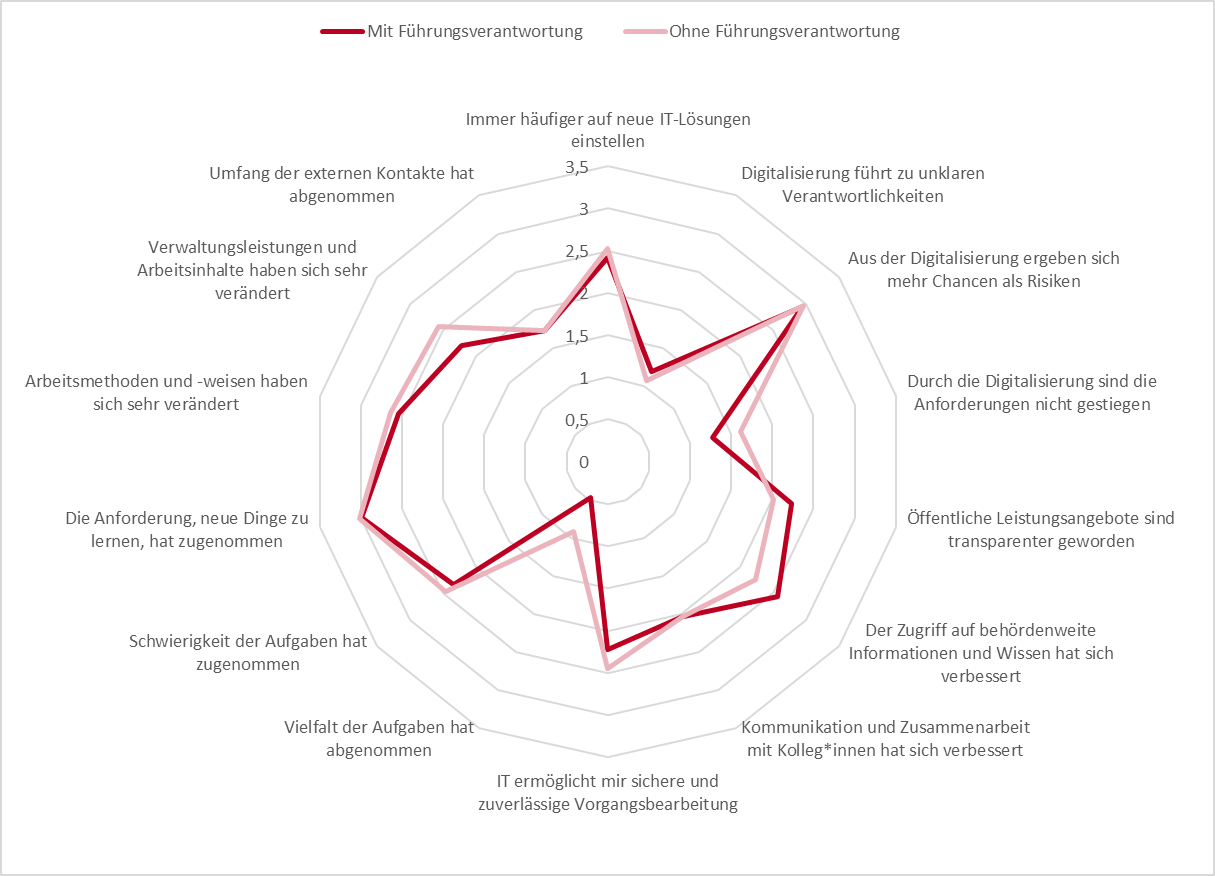 Mit Führungsverantwortung
Ohne Führungsverantwortung
Immer häufiger auf neue IT-Lösungen
einstellen
Digitalisierung führt zu unklaren
Verantwortlichkeiten
Aus der Digitalisierung ergeben sich
mehr Chancen als Risiken
Durch die Digitalisierung sind die
Anforderungen nicht gestiegen
Öffentliche Leistungsangebote sind
transparenter geworden
Der Zugriff auf behördenweite
Informationen und Wissen hat sich
verbessert
Kommunikation und Zusammenarbeit
mit Kolleg*innen hat sich verbessert
IT ermöglicht mir sichere und
zuverlässige Vorgangsbearbeitung
Vielfalt der Aufgaben hat
abgenommen
Schwierigkeit der Aufgaben hat
zugenommen
Die Anforderung, neue Dinge zu
lernen, hat zugenommen
Arbeitsmethoden und -weisen haben
sich sehr verändert
Verwaltungsleistungen und
Arbeitsinhalte haben sich sehr
verändert
Umfang der externen Kontakte hat
abgenommen
3,5
3
2,5
2
1,5
1
0,5
0